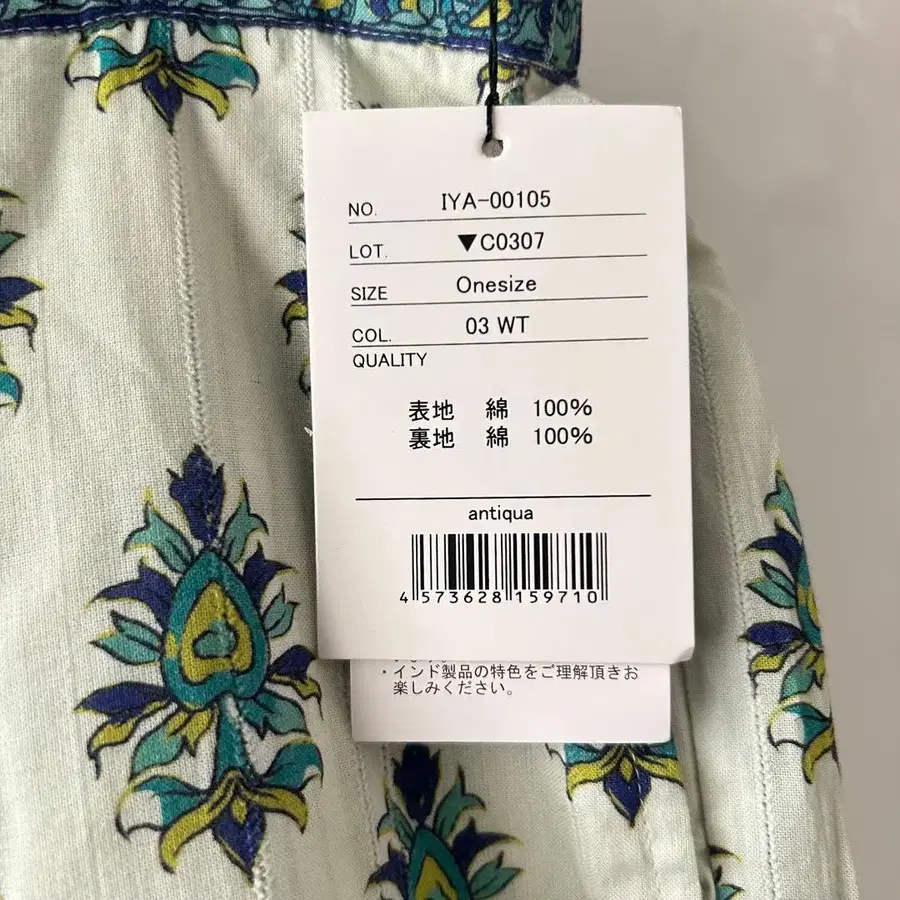 NO. IYA-00105
LOT. ▼C0307
SIZE Onesize
COL. 03 WT
QUALITY
表地 綿 100%
裏地 綿 100%
antiqua
4 573628 159710
・インド製品の特色をご理解頂きお
楽しみください。